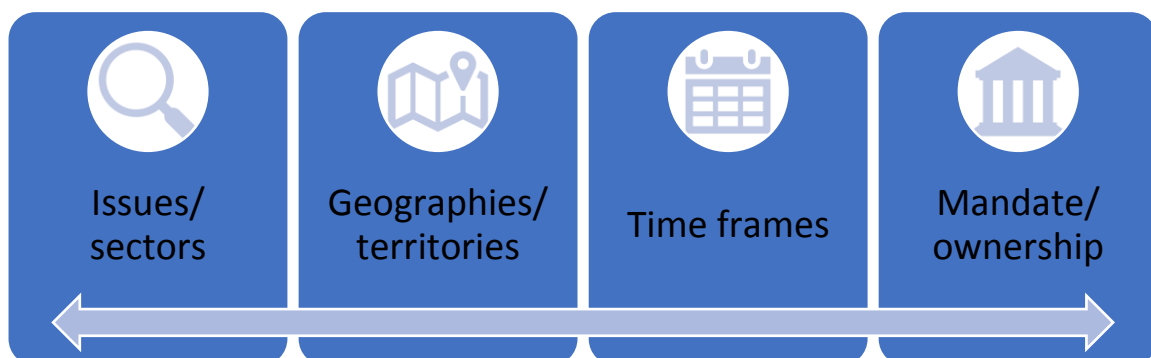 Issues/
sectors
Geographies/
territories
Time frames
Mandate/
ownership